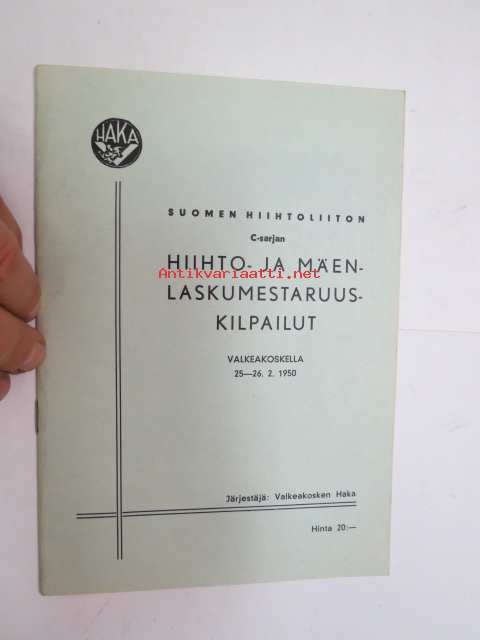 HAKA
SUOMEN HIIHTOLIITON
C-sarjan
HIIHTO- JA MÄEN-
Antikvariaatti.net
LASKUMESTARUUS-
KILPAILUT
VALKEAKOSKELLA
25—26. 2. 1950
Järjestäjä: Valkeakosken Haka
Hinta 20:—